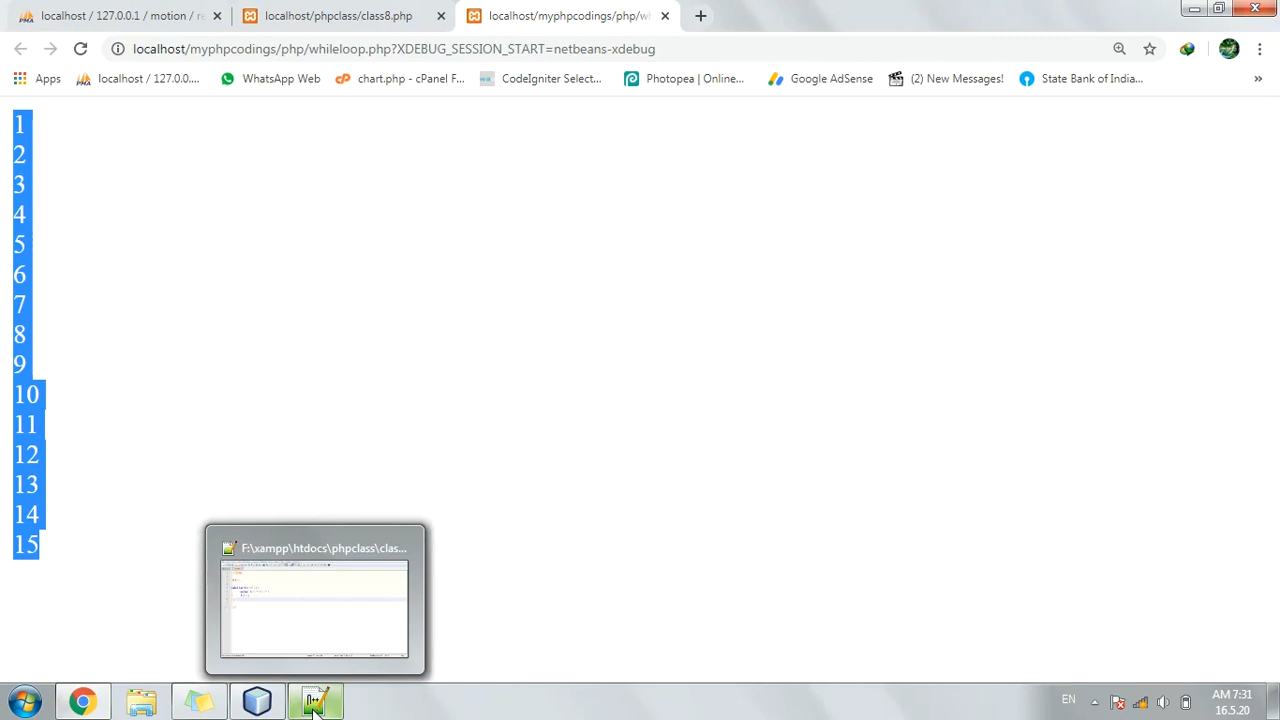 localhost / 127.0.0.1 / motion /
localhost/phpclass/class8.php
localhost/myphpcodings/php/wh
localhost/myphpcodings/php/whileloop.php?XDEBUG_SESSION_START=netbeans-xdebug
Apps
localhost / 127.0.0...
WhatsApp Web
chart.php - cPanel F...
CodeIgniter Select...
Photopea | Online...
Google AdSense
(2) New Messages!
State Bank of India...
»
1
2
3
4
5
6
7
8
9
10
11
12
13
14
15
F:\xampp\htdocs\phpclass\clas...
EN
AM 7:31
16.5.20